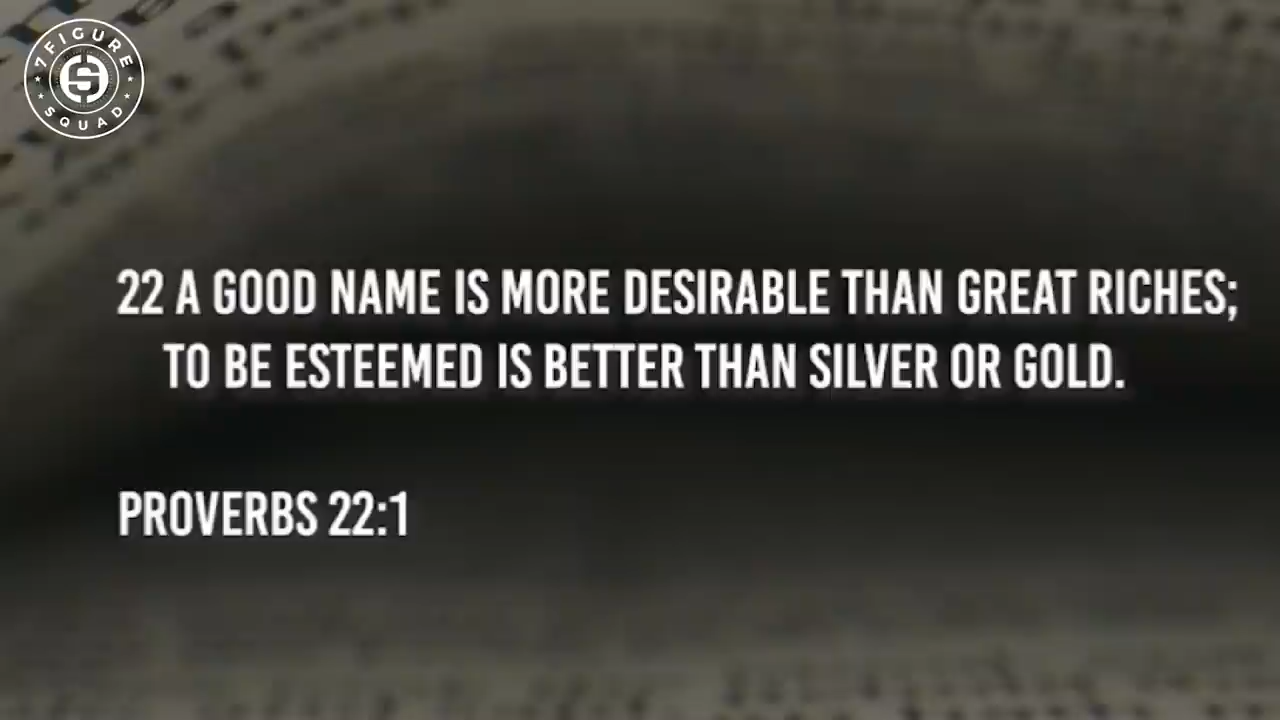 7FIGURE
SQUAD
22 A GOOD NAME IS MORE DESIRABLE THAN GREAT RICHES;
TO BE ESTEEMED IS BETTER THAN SILVER OR GOLD.
PROVERBS 22:1